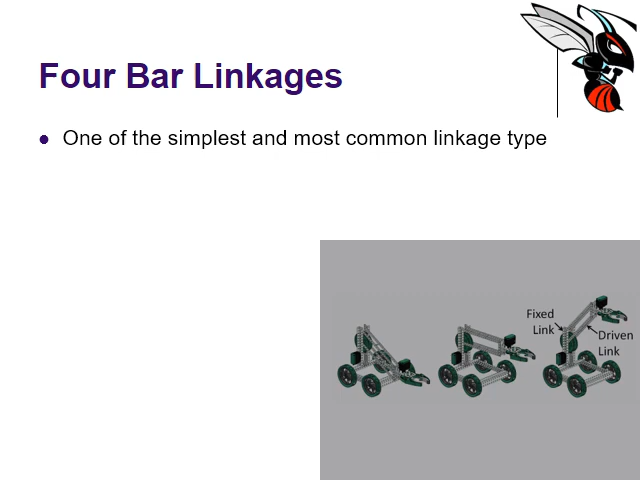 Four Bar Linkages
One of the simplest and most common linkage type
Fixed
Link
Driven
Link